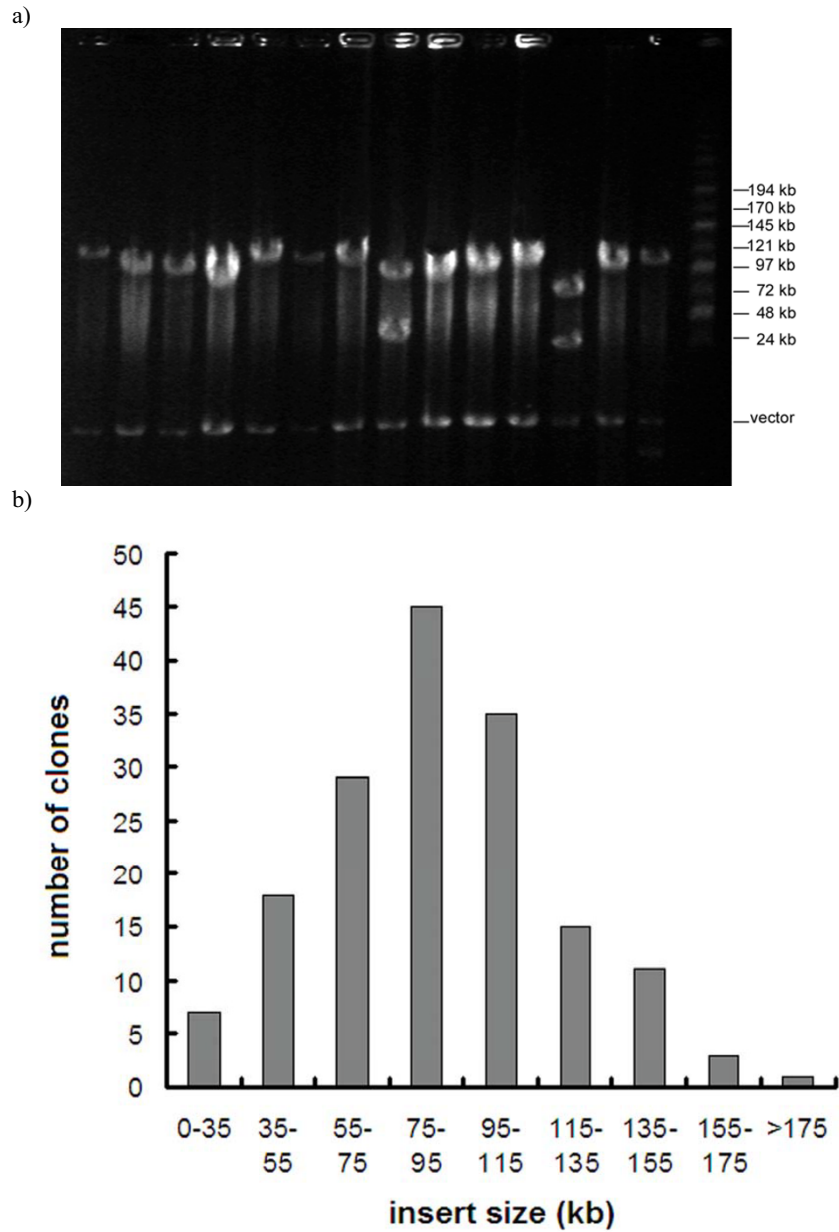 a)
194 kb
170 kb
145 kb
121 kb
97 kb
72 kb
48 kb
24 kb
vector
b)
50
45
40
35
30
25
20
15
10
5
0
number of clones
0-35 35- 55- 75- 95- 115- 135- 155- >175
55 75 95 115 135 155 175
insert size (kb)